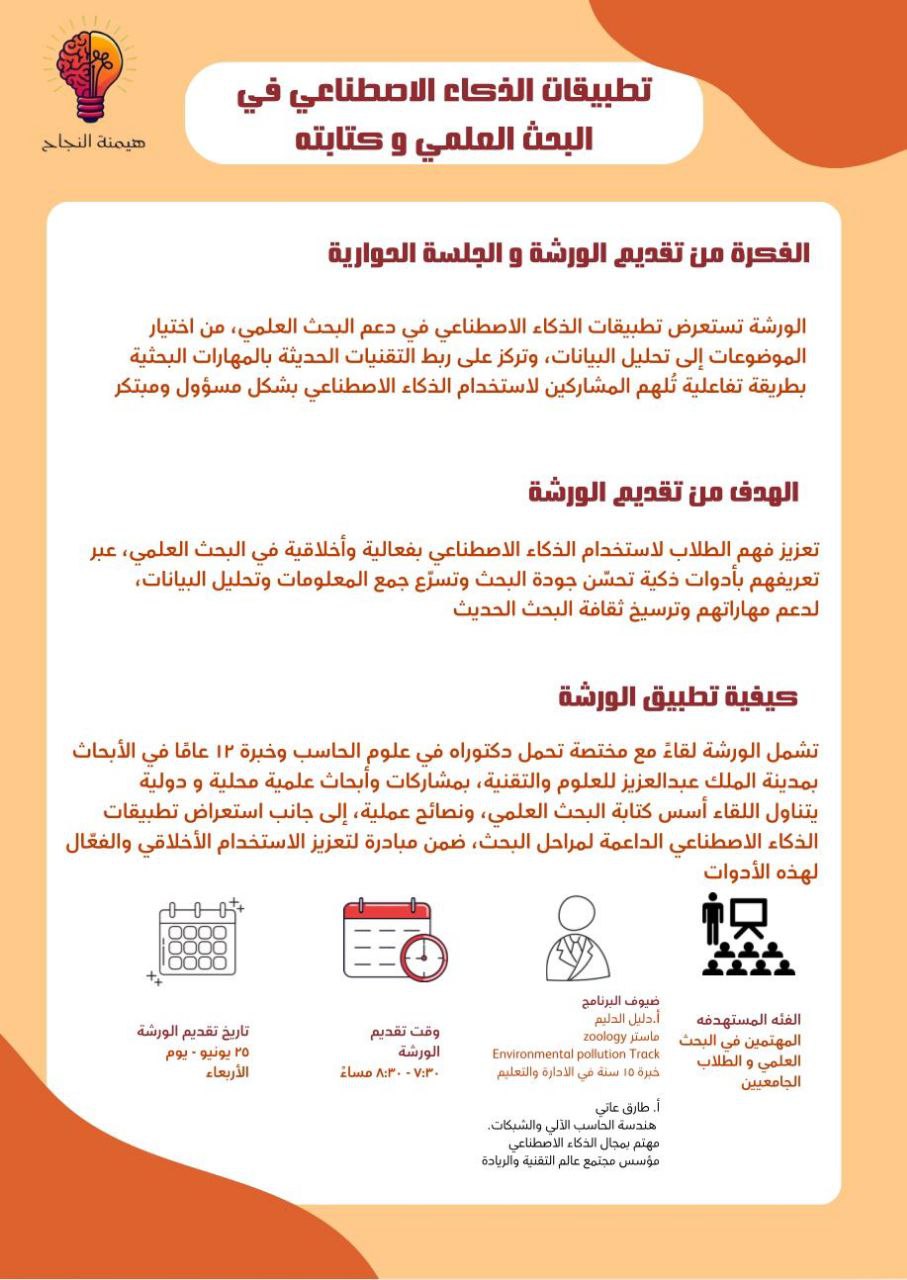 هيمنة النجاح
تطبيقات الذكاء الاصطناعي في
البحث العلمي و كتابته
الفكرة من تقديم الورشة و الجلسة الحوارية
الورشة تستعرض تطبيقات الذكاء الاصطناعي في دعم البحث العلمي، من اختيار
الموضوعات إلى تحليل البيانات، وتركز على ربط التقنيات الحديثة بالمهارات البحثية
بطريقة تفاعلية تُلهم المشاركين لاستخدام الذكاء الاصطناعي بشكل مسؤول ومبتكر
الهدف من تقديم الورشة
تعزيز فهم الطلاب لاستخدام الذكاء الاصطناعي بفعالية وأخلاقية في البحث العلمي، عبر
تعريفهم بأدوات ذكية تحسّن جودة البحث وتسرّع جمع المعلومات وتحليل البيانات،
لدعم مهاراتهم وترسيخ ثقافة البحث الحديث
كيفية تطبيق الورشة
تشمل الورشة لقاءً مع مختصة تحمل دكتوراه في علوم الحاسب وخبرة ١٢ عامًا في الأبحاث
بمدينة الملك عبدالعزيز للعلوم والتقنية، بمشاركات وأبحاث علمية محلية و دولية
يتناول اللقاء أسس كتابة البحث العلمي، ونصائح عملية، إلى جانب استعراض تطبيقات
الذكاء الاصطناعي الداعمة لمراحل البحث، ضمن مبادرة لتعزيز الاستخدام الأخلاقي والفعّال
لهذه الأدوات
الفئه المستهدفه
المهتمين في البحث
العلمي و الطلاب
الجامعيين
ضيوف البرنامج
أ.دليل الدليم
ماستر zoology
Environmental pollution Track
خبرة ١٥ سنة في الادارة والتعليم
أ. طارق عاتي
هندسة الحاسب الآلي والشبكات.
مهتم بمجال الذكاء الاصطناعي
مؤسس مجتمع عالم التقنية والريادة
وقت تقديم
الورشة
٧:٣٠ - ٨:٣٠ مساءً
تاريخ تقديم الورشة
٢٥ يونيو - يوم
الأربعاء